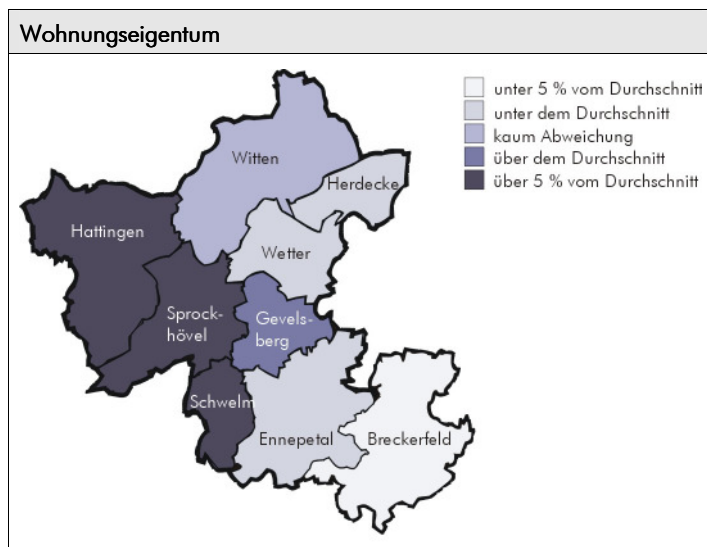 Wohnungseigentum
unter 5 % vom Durchschnitt
unter dem Durchschnitt
kaum Abweichung
über dem Durchschnitt
über 5 % vom Durchschnitt
Witten
Herdecke
Hattingen
Wetter
Sprock-
hövel
Gevels-
berg
Schwelm
Ennepetal
Breckerfeld